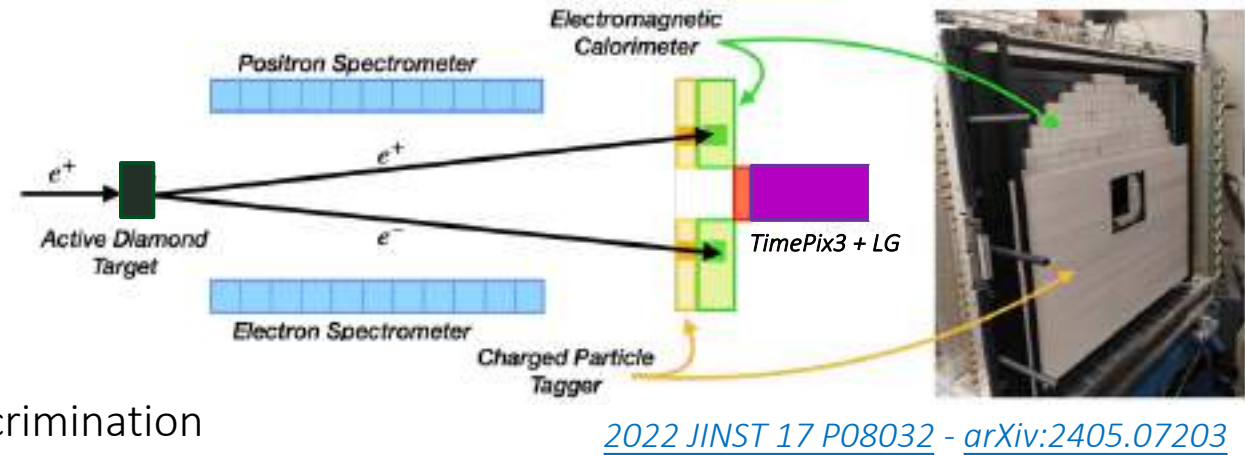 Electromagnetic
Calorimeter
Positron Spectrometer
e⁺
e⁺
e⁻
Active Diamond
Target
TimePix3 + LG
Electron Spectrometer
Charged Particle
Tagger
crimination
2022 JINST 17 P08032 - arXiv:2405.07203